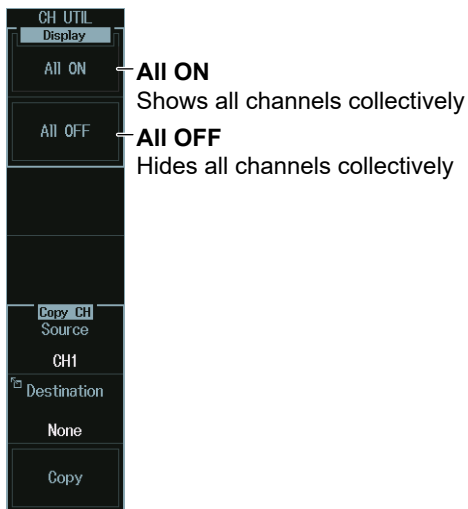 CH UTIL
Display
All ON
All OFF
Copy CH
Source
CH1
Destination
None
Copy
All ON
Shows all channels collectively
All OFF
Hides all channels collectively